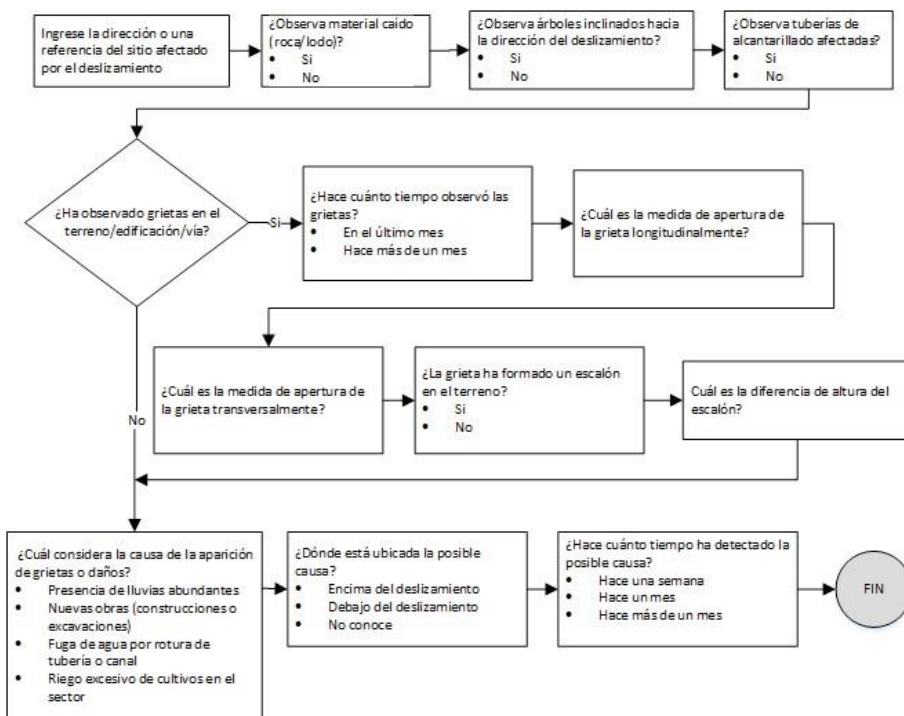 Ingrese la dirección o una
referencia del sitio afectado
por el deslizamiento
¿Observa material caído
(roca/lodo)?
• Si
• No
¿Observa árboles inclinados hacia
la dirección del deslizamiento?
• Si
• No
¿Observa tuberías de
alcantarillado afectadas?
• Si
• No
¿Ha observado grietas en el
terreno/edificación/vía?
Si
¿Hace cuánto tiempo observó las
grietas?
• En el último mes
• Hace más de un mes
¿Cuál es la medida de apertura de
la grieta longitudinalmente?
¿Cuál es la medida de apertura de
la grieta transversalmente?
¿La grieta ha formado un escalón
en el terreno?
• Si
• No
Cuál es la diferencia de altura del
escalón?
No
¿Cuál considera la causa de la aparición
de grietas o daños?
• Presencia de lluvias abundantes
• Nuevas obras (construcciones o
excavaciones)
• Fuga de agua por rotura de
tubería o canal
• Riego excesivo de cultivos en el
sector
¿Dónde está ubicada la posible
causa?
• Encima del deslizamiento
• Debajo del deslizamiento
• No conoce
¿Hace cuánto tiempo ha detectado la
posible causa?
• Hace una semana
• Hace un mes
• Hace más de un mes
FIN